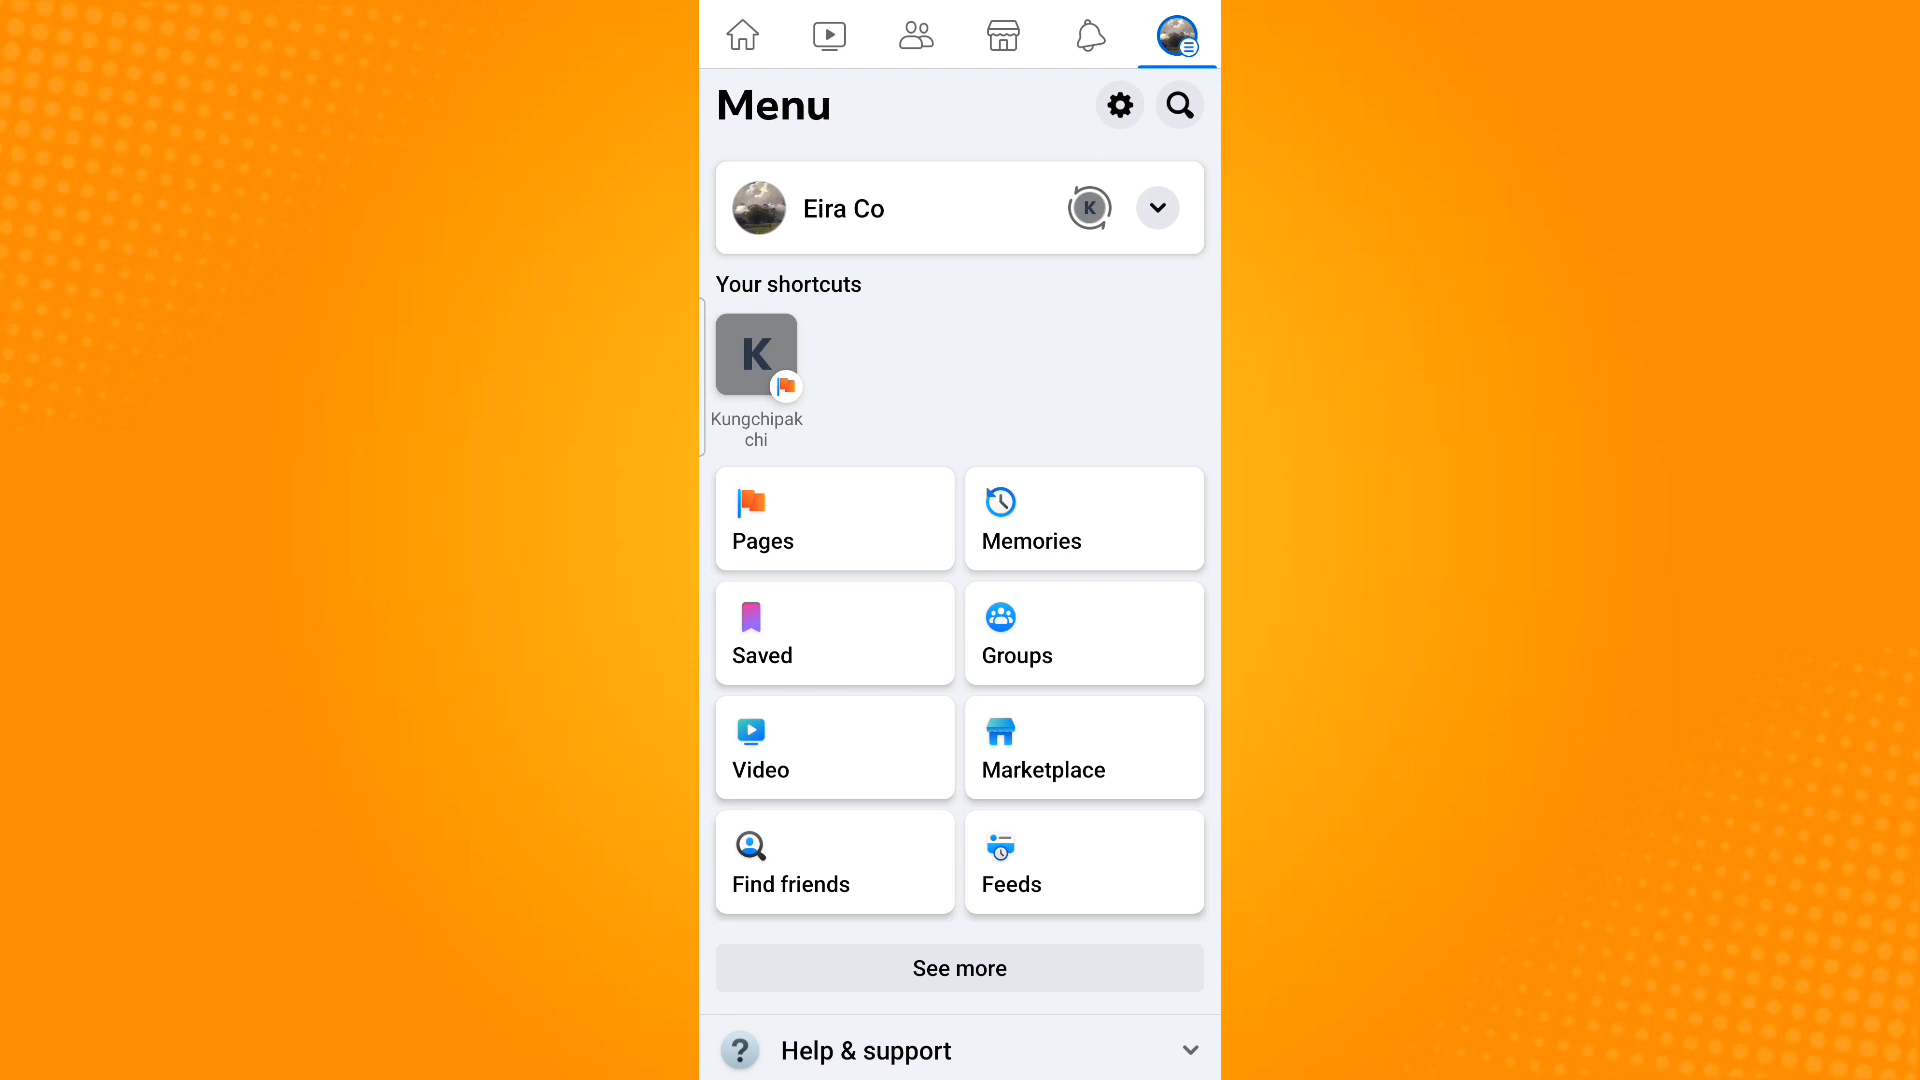 Menu
Eira Co
K
Your shortcuts
K
Kungchipak
chi
Pages
Memories
Saved
Groups
Video
Marketplace
Find friends
Feeds
See more
? Help & support